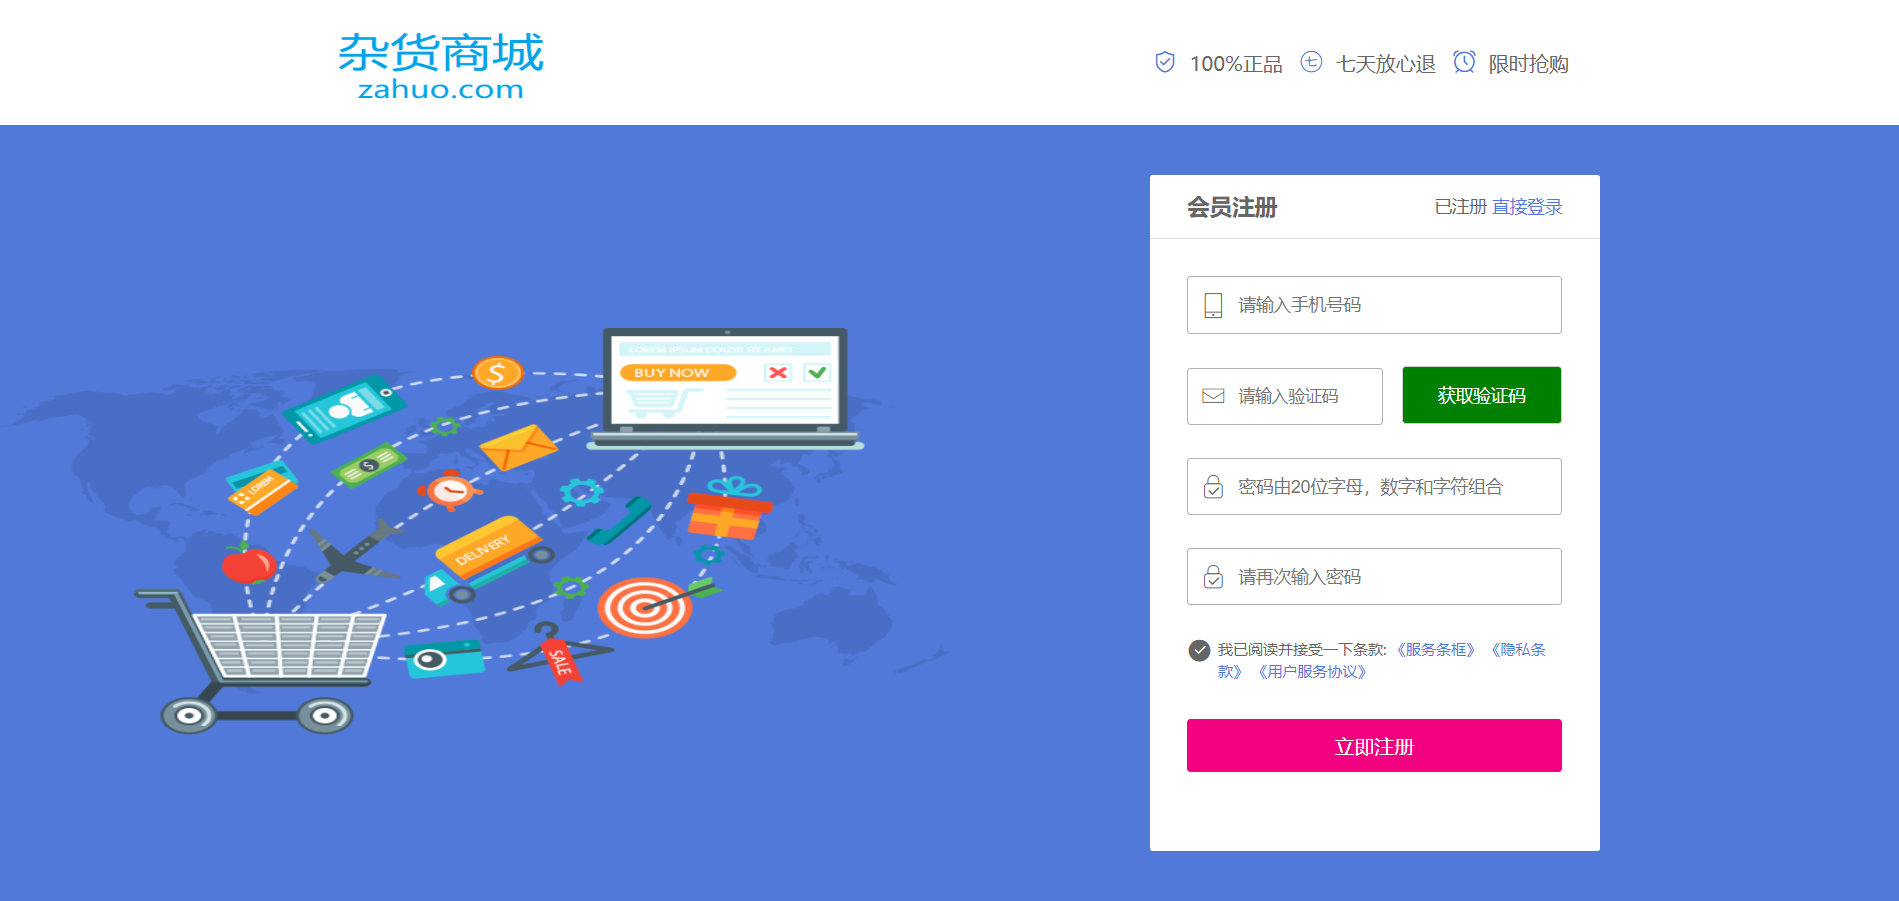 杂货商城
zahuo.com
100%正品 七 七天放心退 限时抢购
会员注册 已注册 直接登录
请输入手机号码
请输入验证码 获取验证码
密码由20位字母，数字和字符组合
请再次输入密码
我已阅读并接受一下条款:《服务条框》《隐私条
款》《用户服务协议》
立即注册
LOREM IPSUM DOLOR SIT AMET
BUY NOW
$
$
LOREM
DELIVERY
SALE